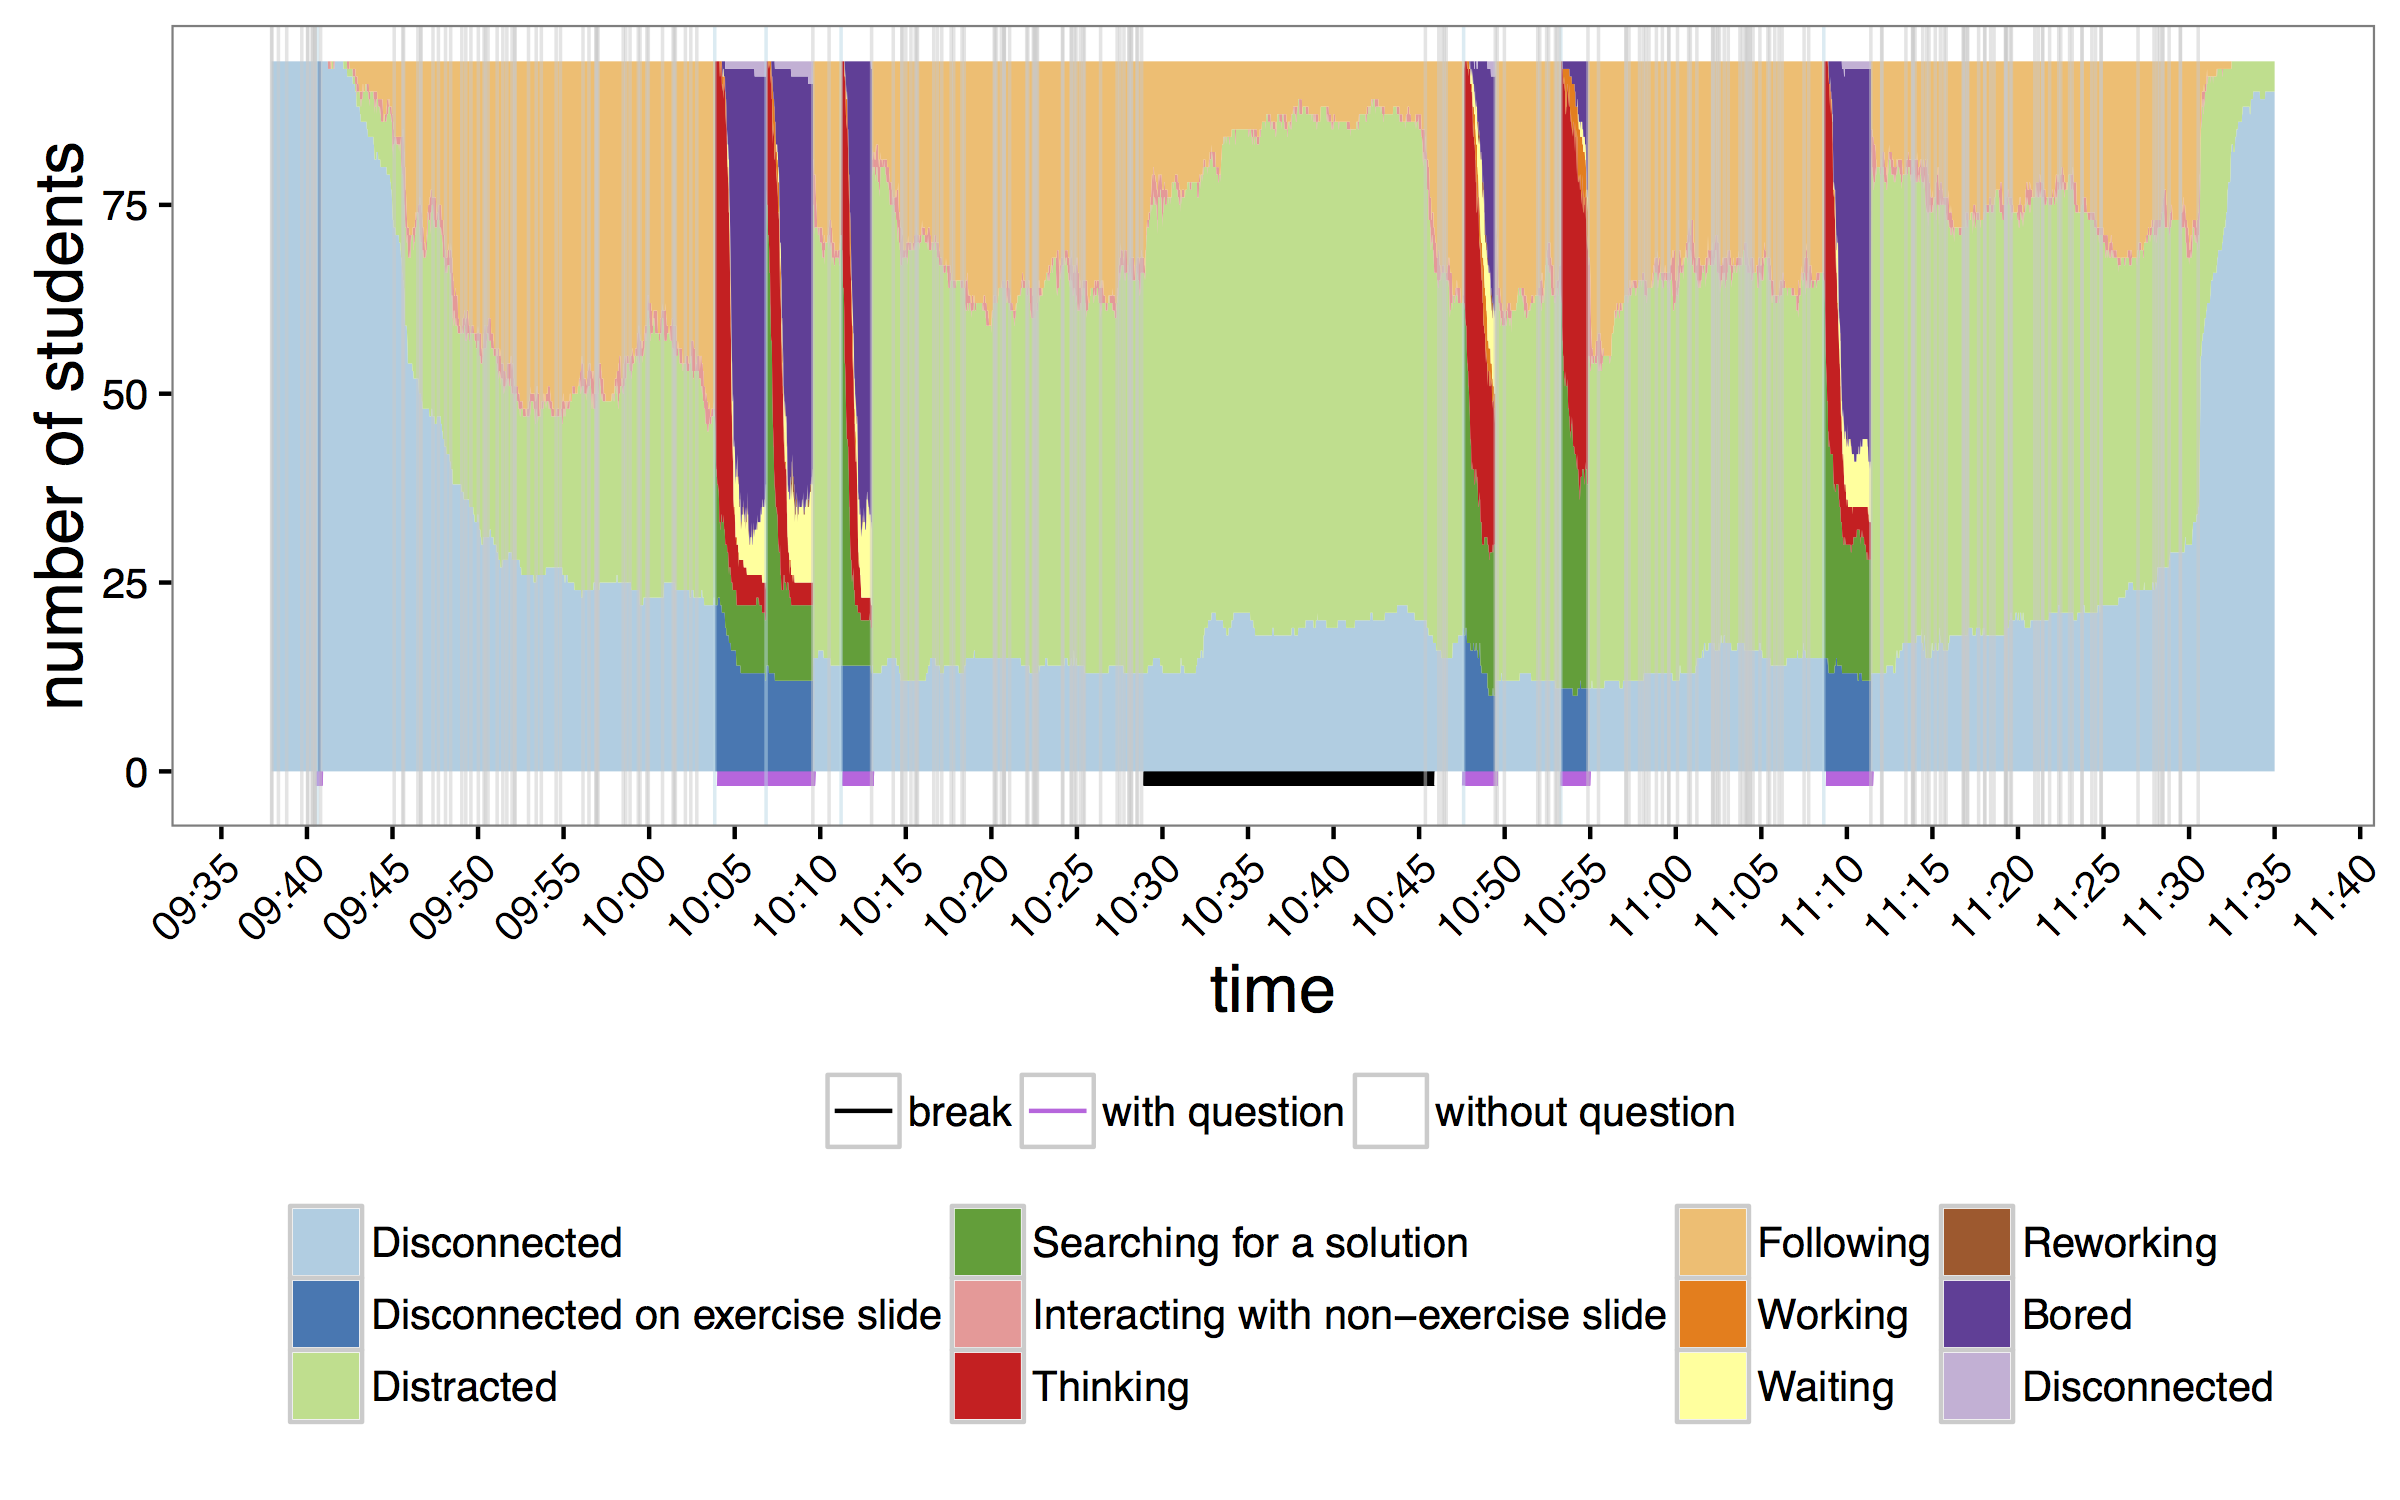 number of students
75
50
25
0
09:35 09:40 09:45 09:50 09:55 10:00 10:05 10:10 10:15 10:20 10:25 10:30 10:35 10:40 10:45 10:50 10:55 11:00 11:05 11:10 11:15 11:20 11:25 11:30 11:35 11:40
time
break with question without question
Disconnected Searching for a solution Following Reworking
Disconnected on exercise slide Interacting with non−exercise slide Working Bored
Distracted Thinking Waiting Disconnected